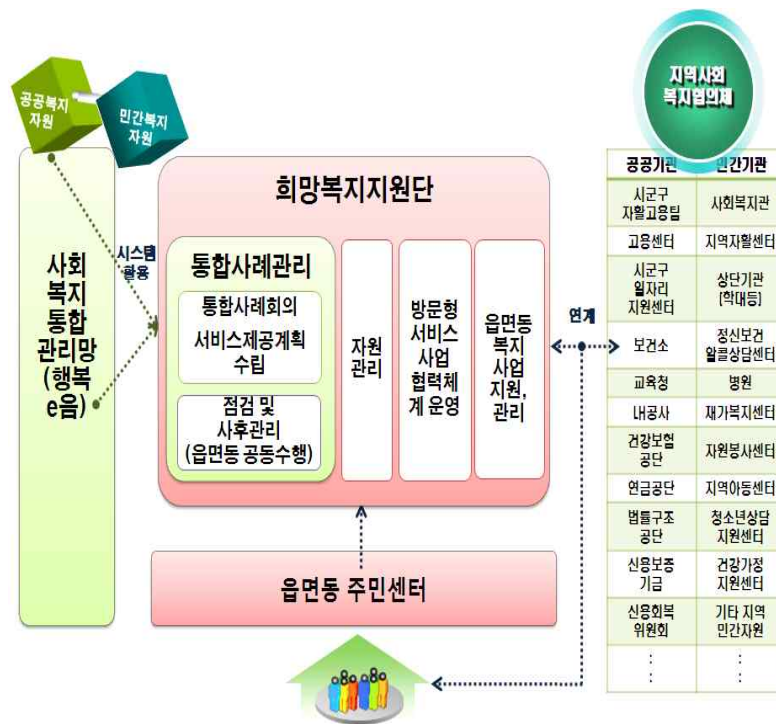 공공복지
자원
민간복지
자원
지역사회
복지협의체
사회
복지
통합
관리망
(행복
e음)
시스템
활용
희망복지지원단
통합사례관리
통합사례회의
서비스제공계획
수립
점검 및
사후관리
(읍면동 공동수행)
자원
관리
방문형
서비스
사업
협력체
계 운영
읍면동
복지
사업
지원,
관리
연계
읍면동 주민센터
공공기관 민간기관
시군구
자활고용팀
사회복지관
고용센터 지역자활센터
시군구
일자리
지원센터
상담기관
(학대등)
보건소
정신보건
알콜상담센터
교육청 병원
LH공사 재가복지센터
건강보험
공단
자원봉사센터
연금공단 지역아동센터
법률구조
공단
청소년상담
지원센터
신용보증
기금
건강가정
지원센터
신용회복
위원회
기타 지역
민간자원
: :
: :